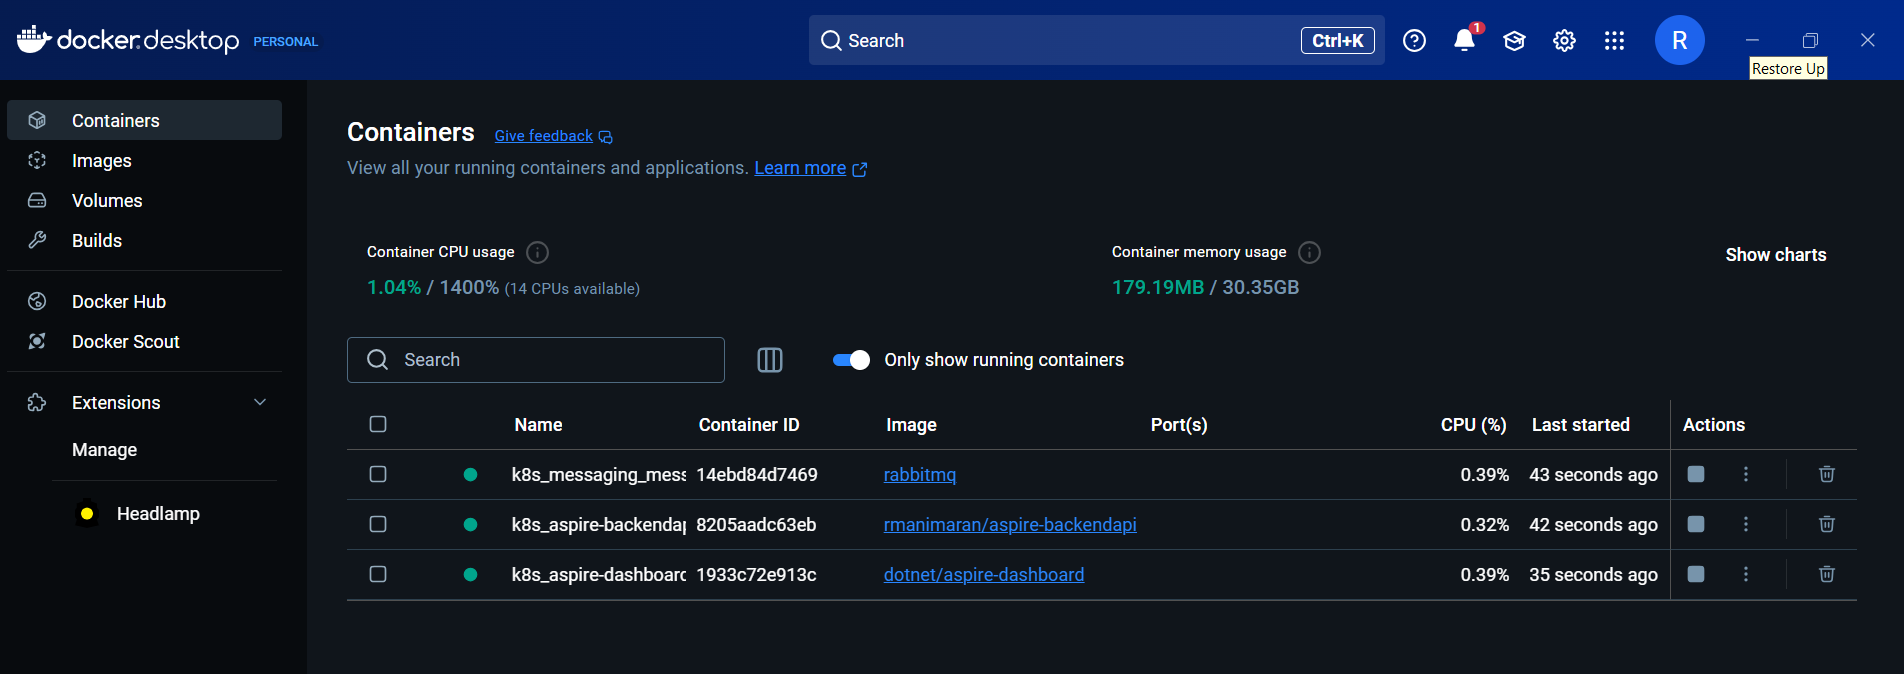 docker.desktop PERSONAL
Search
Ctrl+K
1
R
Restore Up
Containers
Images
Volumes
Builds
Docker Hub
Docker Scout
Extensions
Manage
Headlamp
Containers Give feedback
View all your running containers and applications. Learn more
Container CPU usage
1.04% / 1400% (14 CPUs available)
Container memory usage
179.19MB / 30.35GB
Show charts
Search
Only show running containers
Name Container ID Image Port(s) CPU (%) Last started Actions
k8s_messaging_mess 14ebd84d7469 rabbitmq 0.39% 43 seconds ago
k8s_aspire-backendap 8205aadc63eb rmanimaran/aspire-backendapi 0.32% 42 seconds ago
k8s_aspire-dashboard 1933c72e913c dotnet/aspire-dashboard 0.39% 35 seconds ago